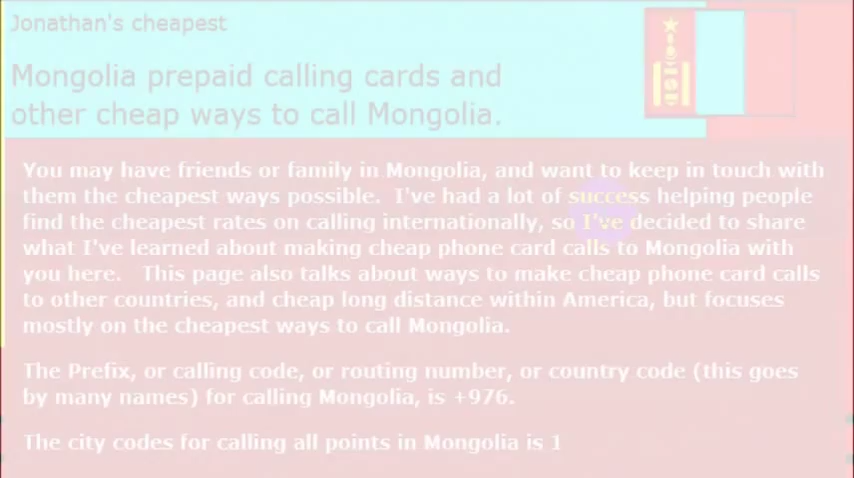 Jonathan's cheapest
Mongolia prepaid calling cards and
other cheap ways to call Mongolia.
You may have friends or family in Mongolia, and want to keep in touch with
them the cheapest ways possible.  I've had a lot of success helping people
find the cheapest rates on calling internationally, so I've decided to share
what I've learned about making cheap phone card calls to Mongolia with
you here.   This page also talks about ways to make cheap phone card calls
to other countries, and cheap long distance within America, but focuses
mostly on the cheapest ways to call Mongolia.
The Prefix, or calling code, or routing number, or country code (this goes
by many names) for calling Mongolia, is +976.
The city codes for calling all points in Mongolia is 1